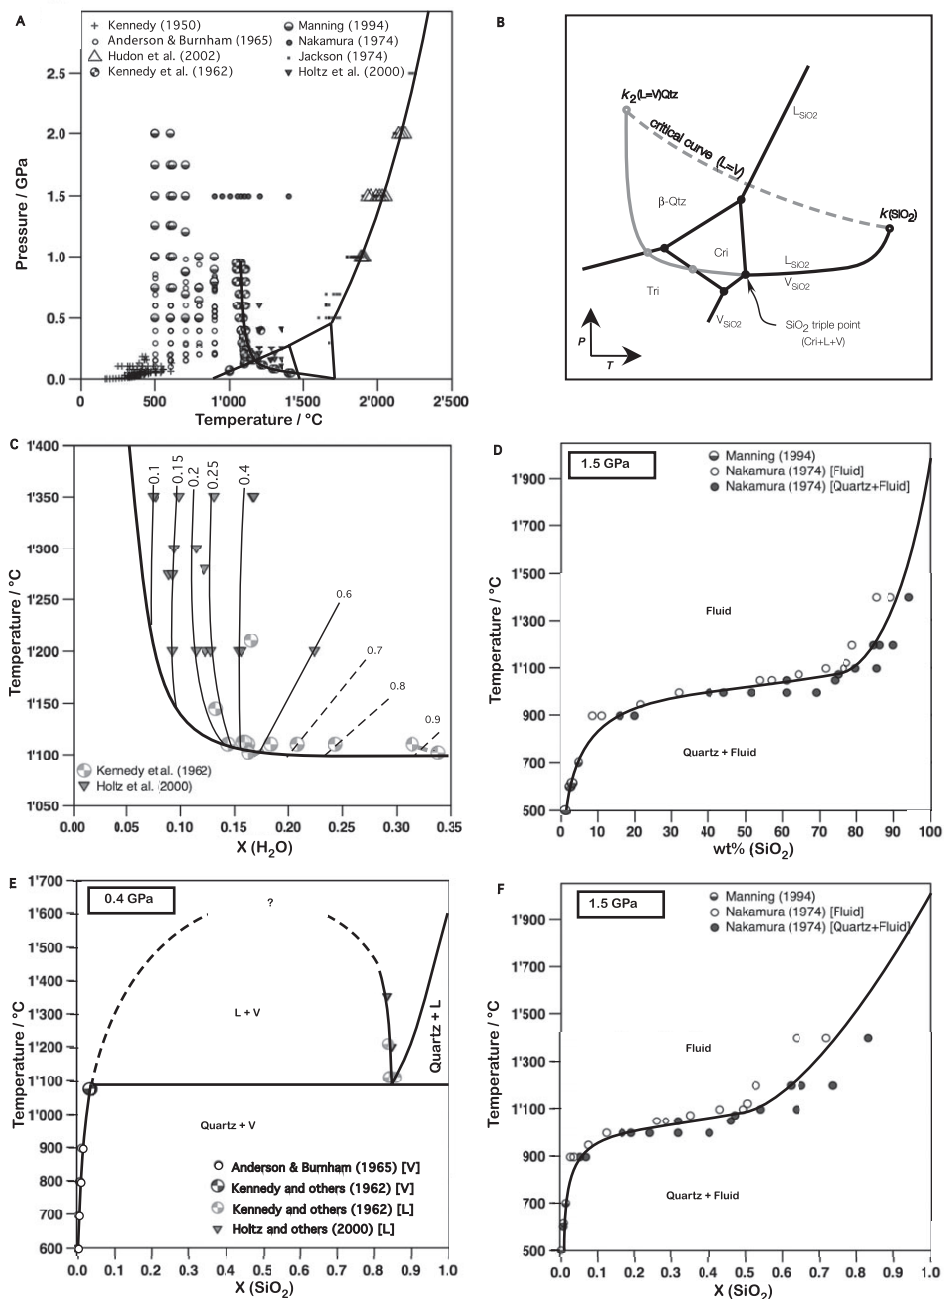 A
Kennedy (1950)
Anderson & Burnham (1965)
Hudon et al. (2002)
Kennedy et al. (1962)
Manning (1994)
Nakamura (1974)
Jackson (1974)
Holtz et al. (2000)
Pressure / GPa
2.5
2.0
1.5
1.0
0.5
0.0
0
500
1'000
1'500
2'000
2'500
Temperature / °C
B
k2(L=V)Qtz
critical curve (L=V)
LSiO2
β-Qtz
k(SiO2)
Cri
LSiO2
VSiO2
Tri
VSiO2
SiO2 triple point
(Cri+L+V)
P
T
C
1'400
1'350
1'300
1'250
1'200
1'150
1'100
1'050
Temperature / °C
0.1
0.15
0.2
0.25
0.4
0.6
0.7
0.8
0.9
Kennedy et al. (1962)
Holtz et al. (2000)
0.00
0.05
0.10
0.15
0.20
0.25
0.30
0.35
X (H2O)
D
1.5 GPa
Manning (1994)
Nakamura (1974) [Fluid]
Nakamura (1974) [Quartz+Fluid]
1'900
1'700
1'500
1'300
1'100
900
700
500
Temperature / °C
Fluid
Quartz + Fluid
0
10
20
30
40
50
60
70
80
90
100
wt% (SiO2)
E
0.4 GPa
1'700
1'600
1'500
1'400
1'300
1'200
1'100
1'000
900
800
700
600
Temperature / °C
?
L + V
Quartz + L
Quartz + V
Anderson & Burnham (1965) [V]
Kennedy and others (1962) [V]
Kennedy and others (1962) [L]
Holtz and others (2000) [L]
0.0
0.1
0.2
0.3
0.4
0.5
0.6
0.7
0.8
0.9
1.0
X (SiO2)
F
1.5 GPa
Manning (1994)
Nakamura (1974) [Fluid]
Nakamura (1974) [Quartz+Fluid]
1'900
1'700
1'500
1'300
1'100
900
700
500
Temperature / °C
Fluid
Quartz + Fluid
0.0
0.1
0.2
0.3
0.4
0.5
0.6
0.7
0.8
0.9
1.0
X (SiO2)